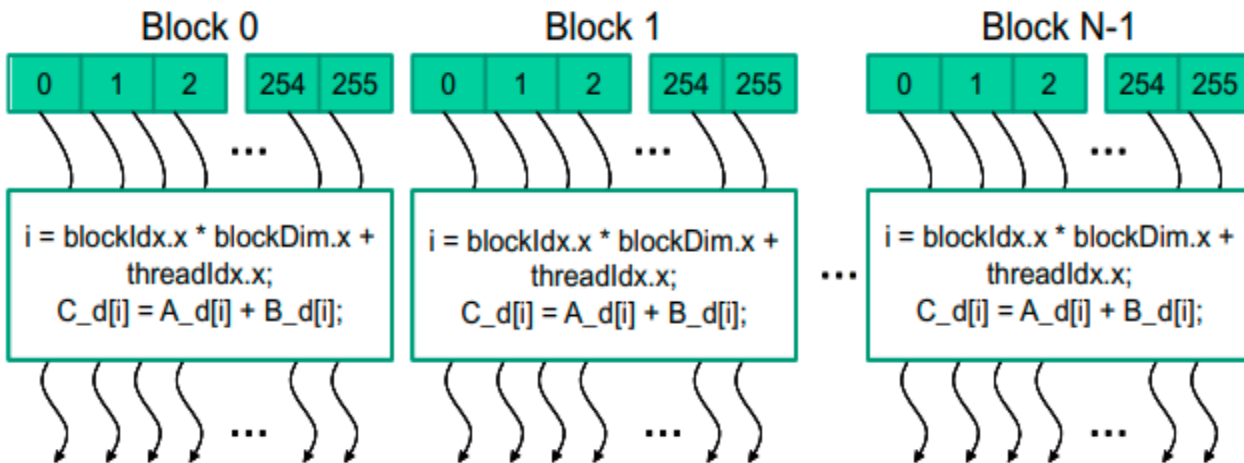 Block 0 Block 1 Block N-1
0 1 2 254 255 0 1 2 254 255 0 1 2 254 255
... ... ...
i = blockIdx.x * blockDim.x +
threadIdx.x;
C_d[i] = A_d[i] + B_d[i];
i = blockIdx.x * blockDim.x +
threadIdx.x;
C_d[i] = A_d[i] + B_d[i];
...
i = blockIdx.x * blockDim.x +
threadIdx.x;
C_d[i] = A_d[i] + B_d[i];
... ... ...